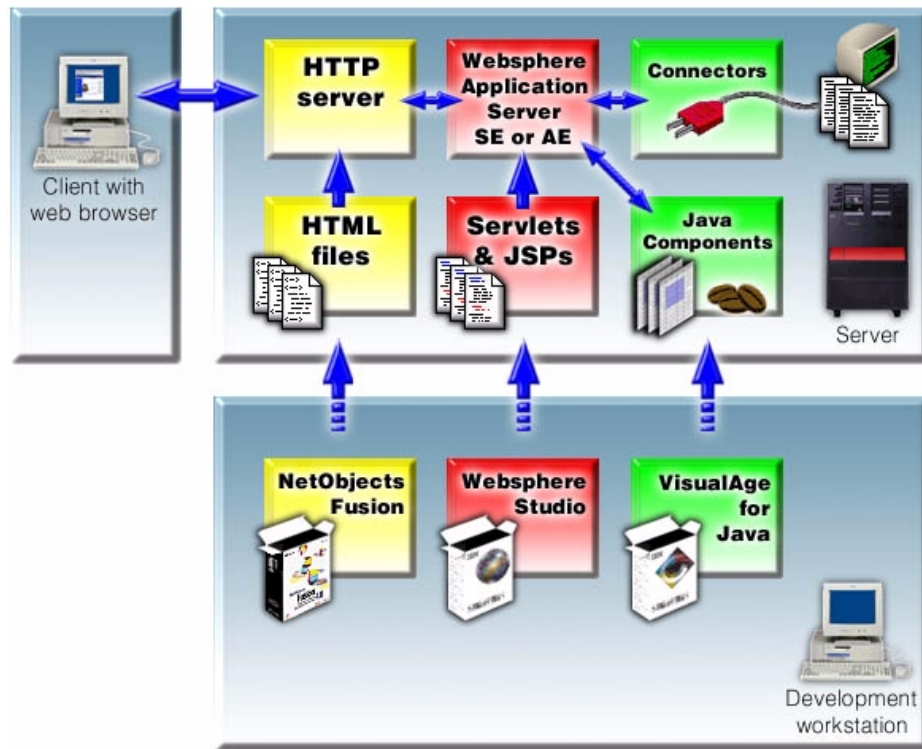 HTTP
server
Websphere
Application
Server
SE or AE
Connectors
Client with
web browser
HTML
files
Servlets
& JSPs
Java
Components
Server
NetObjects
Fusion
Websphere
Studio
VisualAge
for
Java
Fusion
Development
workstation